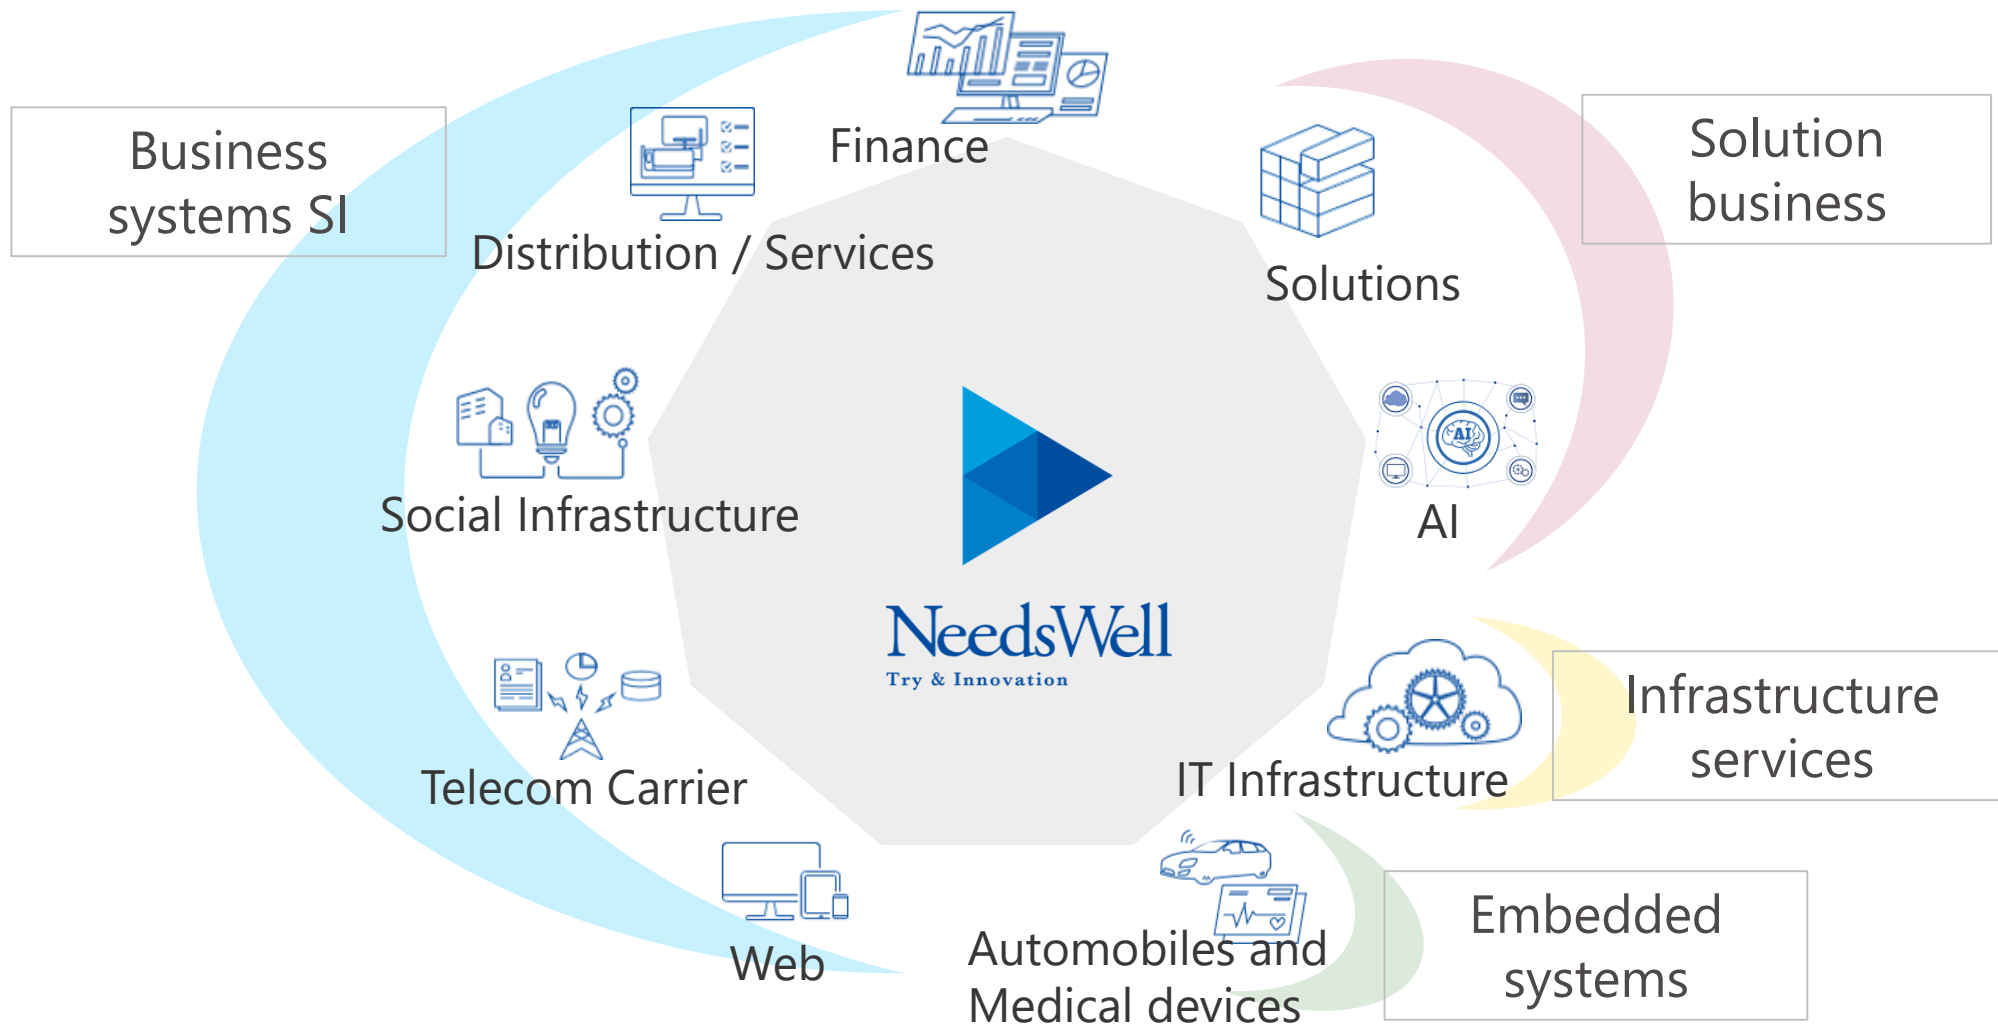 Finance
Business
systems SI
Distribution / Services
Solution
business
Solutions
Social Infrastructure
AI
AI
NeedsWell
Try & Innovation
Telecom Carrier
IT Infrastructure
Infrastructure
services
Web
Automobiles and
Medical devices
Embedded
systems